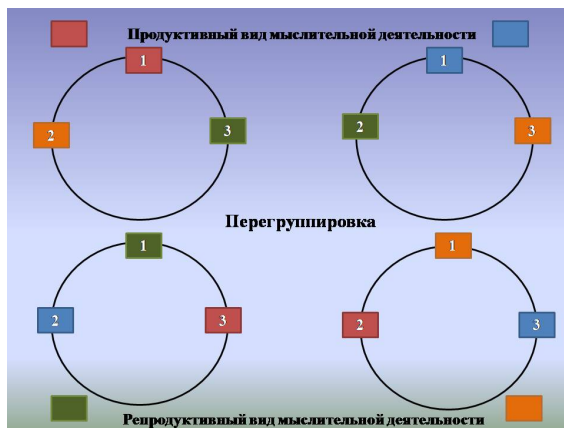 Продуктивный вид мыслительной деятельности
1 1
2 3 2 3
Перегруппировка
1 1
2 3 2 3
Репродуктивный вид мыслительной деятельности